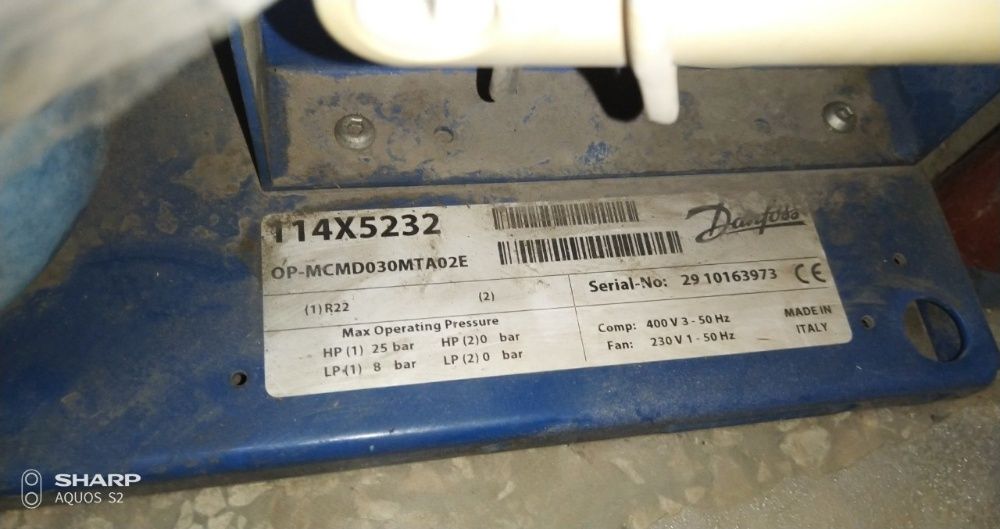 114X5232
Danfoss
OP-MCMD030MTA02E
Serial-No: 29 10163973 CE
(1) R22 (2)
Max Operating Pressure
HP (1) 25 bar HP (2) 0 bar
LP (1) 8 bar LP (2) 0 bar
Comp: 400 V 3 - 50 Hz
Fan: 230 V 1 - 50 Hz
MADE IN
ITALY
SHARP
AQUOS S2